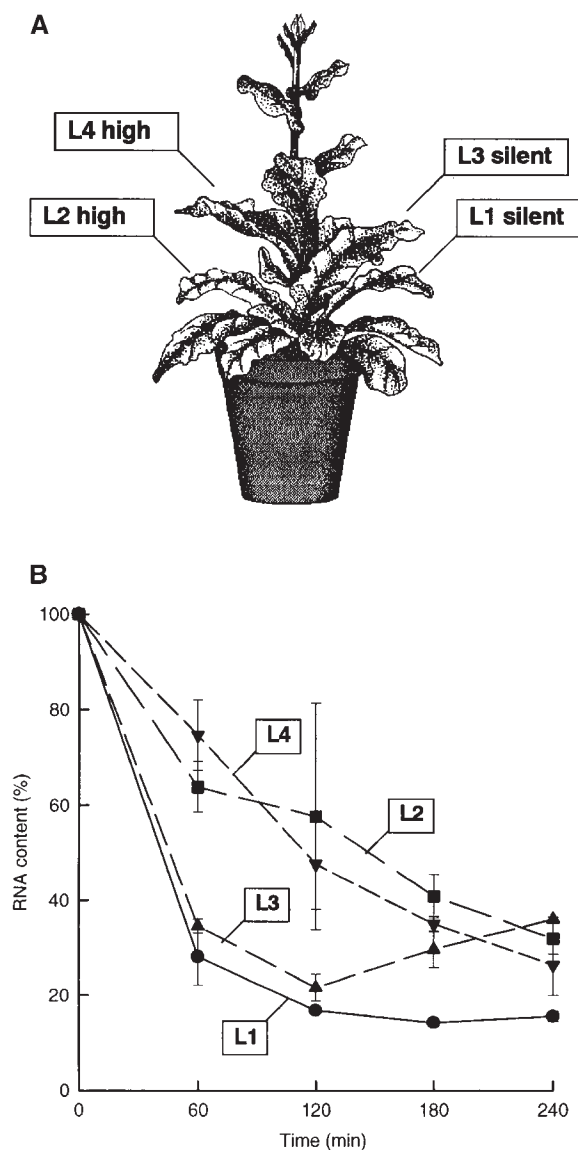 A
L4 high
L3 silent
L2 high
L1 silent
B
100
80
60
40
20
0
RNA content (%)
L4
L2
L3
L1
0 60 120 180 240
Time (min)